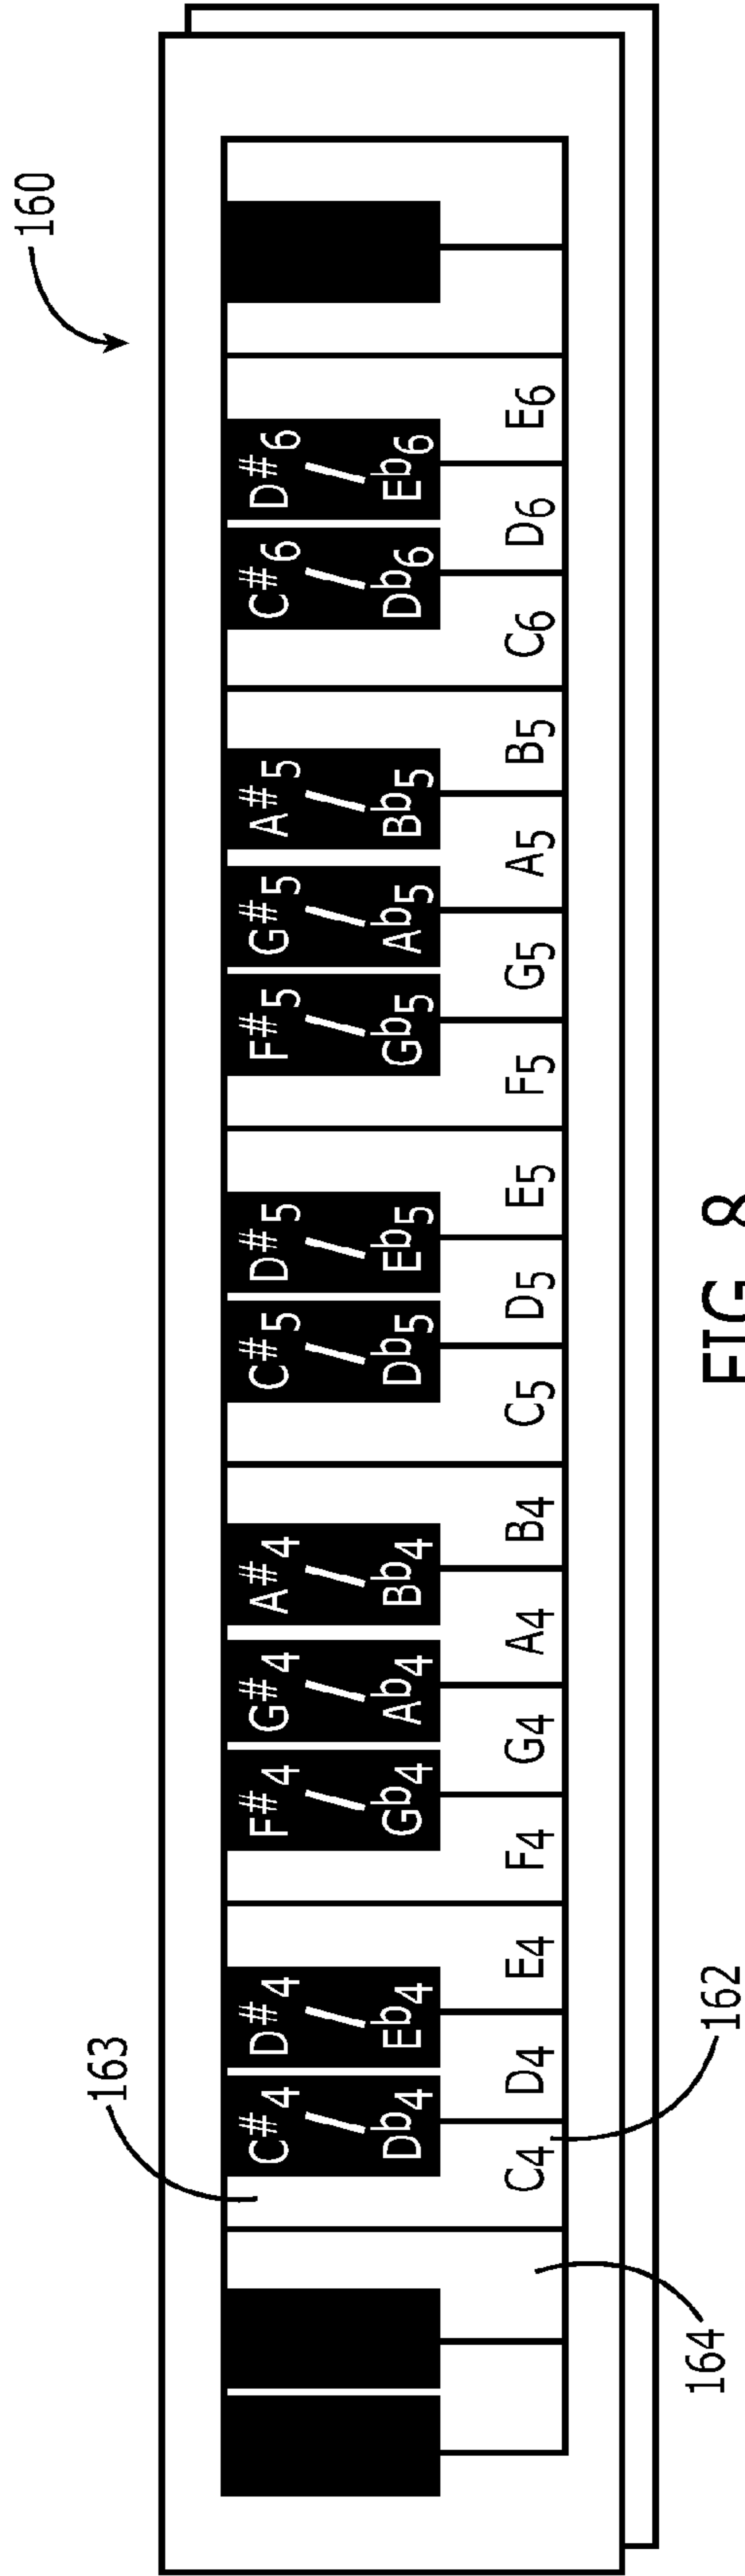 160
163
C#4 D#4 F#4 G#4 A#4 C#5 D#5 F#5 G#5 A#5 C#6 D#6
/ / / / / / / / / / / /
Db4 Eb4 Gb4 Ab4 Bb4 Db5 Eb5 Gb5 Ab5 Bb5 Db6 Eb6
C4 D4 E4 F4 G4 A4 B4 C5 D5 E5 F5 G5 A5 B5 C6 D6 E6
164
162
FIG 8